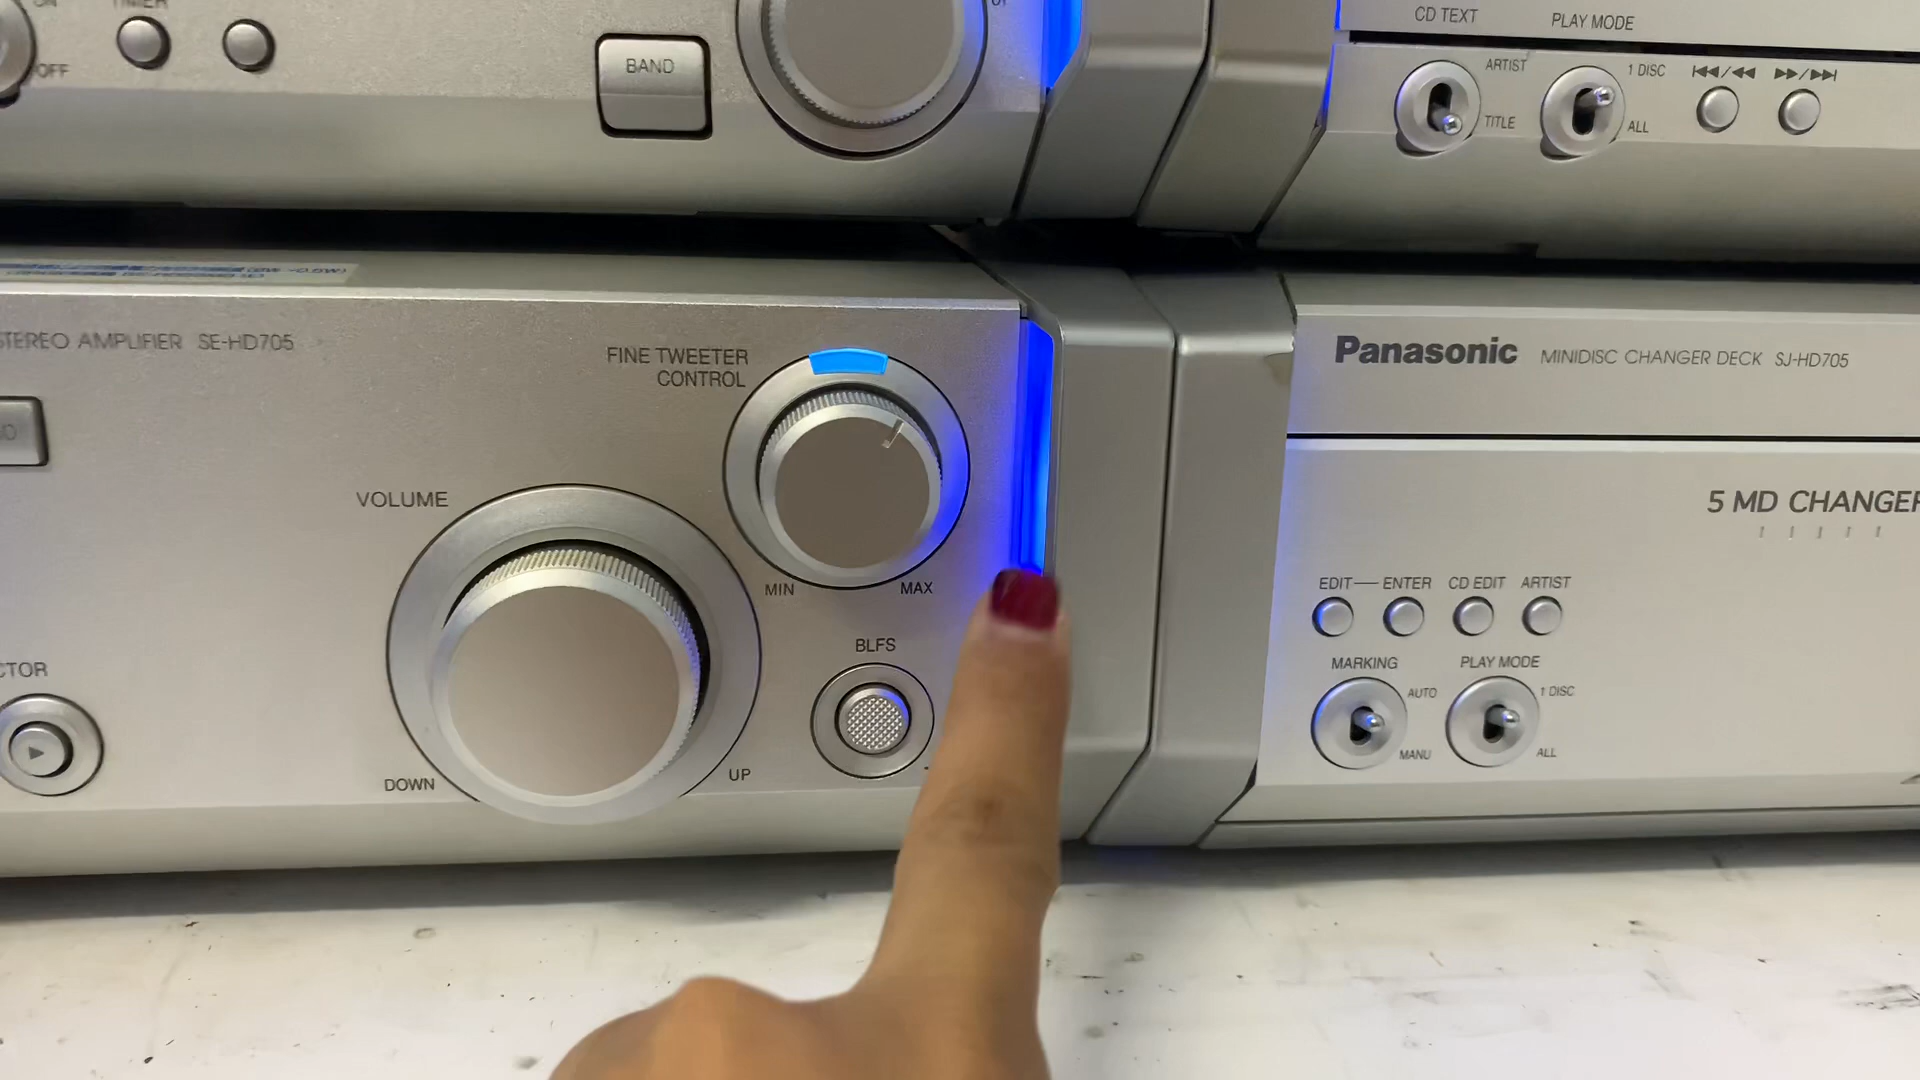 TIMER
OFF
BAND
CD TEXT
PLAY MODE
ARTIST
TITLE
1 DISC
ALL
STEREO AMPLIFIER SE-HD705
FINE TWEETER
CONTROL
MIN
MAX
VOLUME
DOWN
UP
BLFS
Panasonic MINIDISC CHANGER DECK SJ-HD705
5 MD CHANGER
EDIT — ENTER CD EDIT ARTIST
MARKING
AUTO
MANU
PLAY MODE
1 DISC
ALL